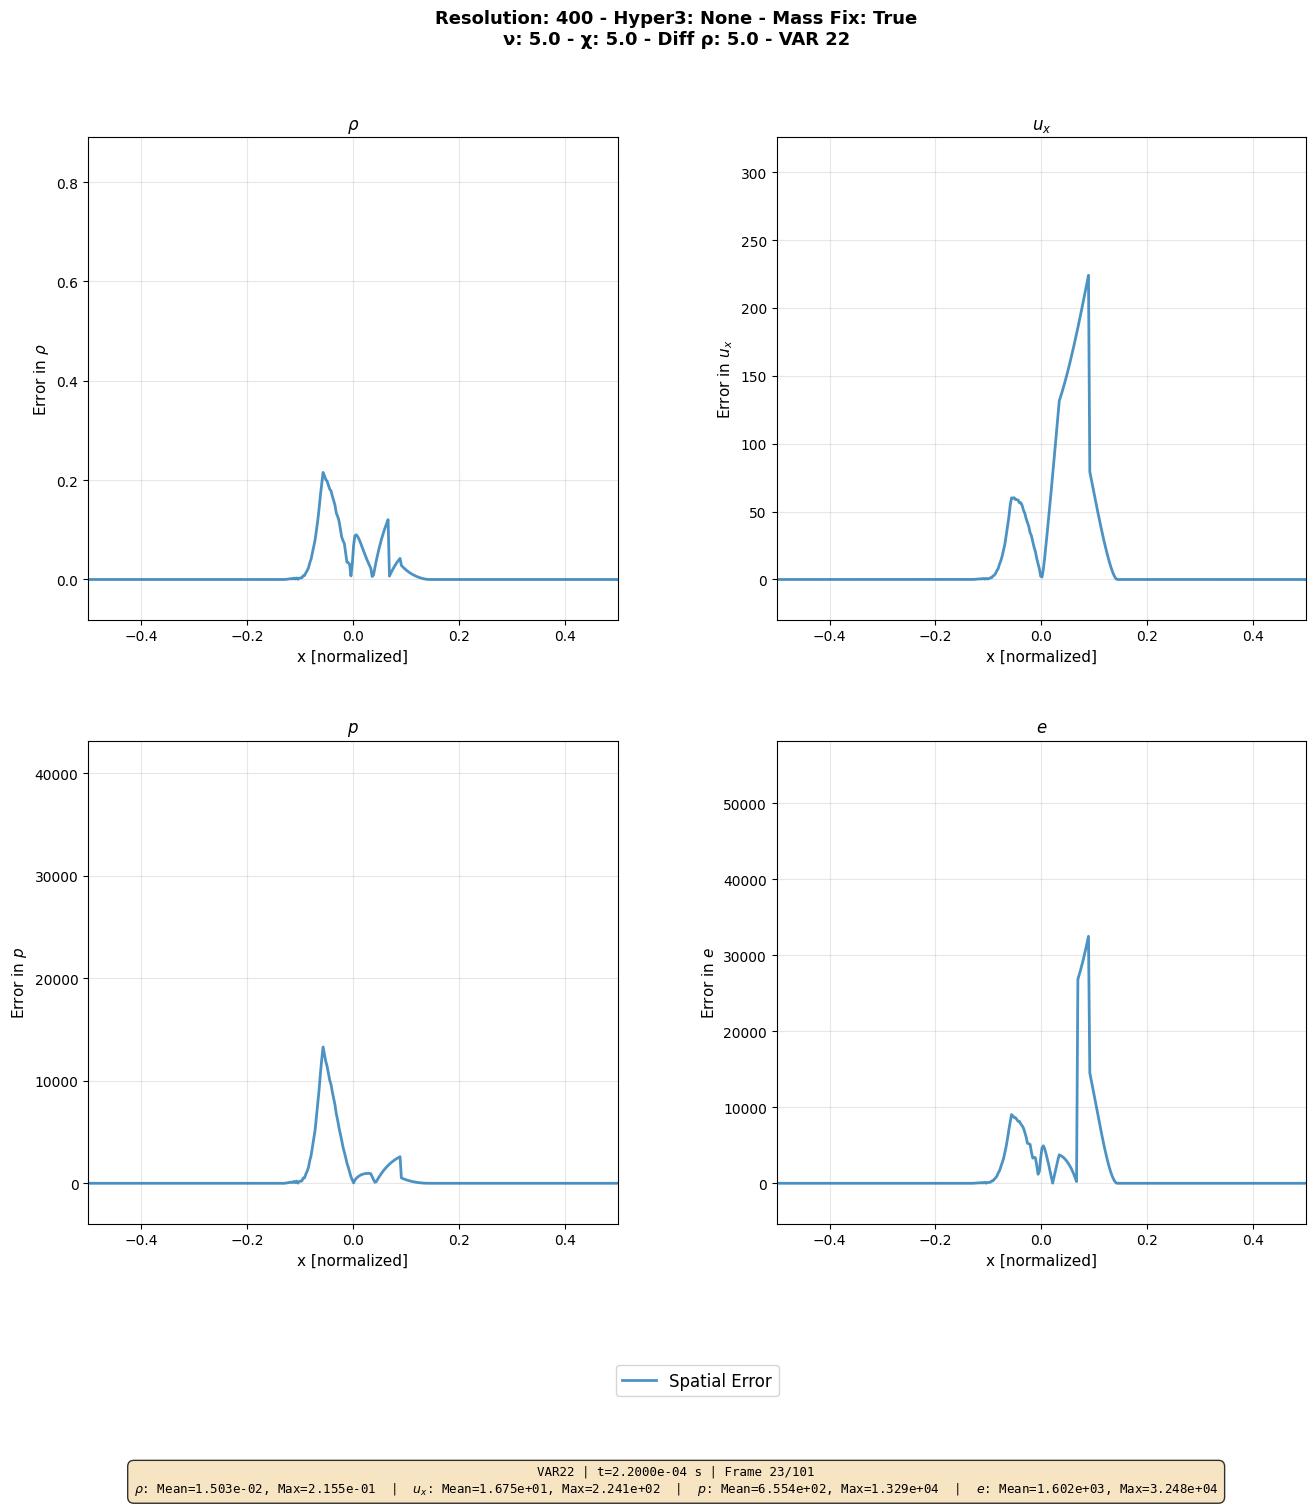 Resolution: 400 - Hyper3: None - Mass Fix: True
ν: 5.0 - χ: 5.0 - Diff ρ: 5.0 - VAR 22
ρ
Error in ρ
0.8
0.6
0.4
0.2
0.0
−0.4 −0.2 0.0 0.2 0.4
x [normalized]
uₓ
Error in uₓ
300
250
200
150
100
50
0
−0.4 −0.2 0.0 0.2 0.4
x [normalized]
p
Error in p
40000
30000
20000
10000
0
−0.4 −0.2 0.0 0.2 0.4
x [normalized]
e
Error in e
50000
40000
30000
20000
10000
0
−0.4 −0.2 0.0 0.2 0.4
x [normalized]
Spatial Error
VAR22 | t=2.2000e-04 s | Frame 23/101
ρ: Mean=1.503e-02, Max=2.155e-01 | uₓ: Mean=1.675e+01, Max=2.241e+02 | p: Mean=6.554e+02, Max=1.329e+04 | e: Mean=1.602e+03, Max=3.248e+04